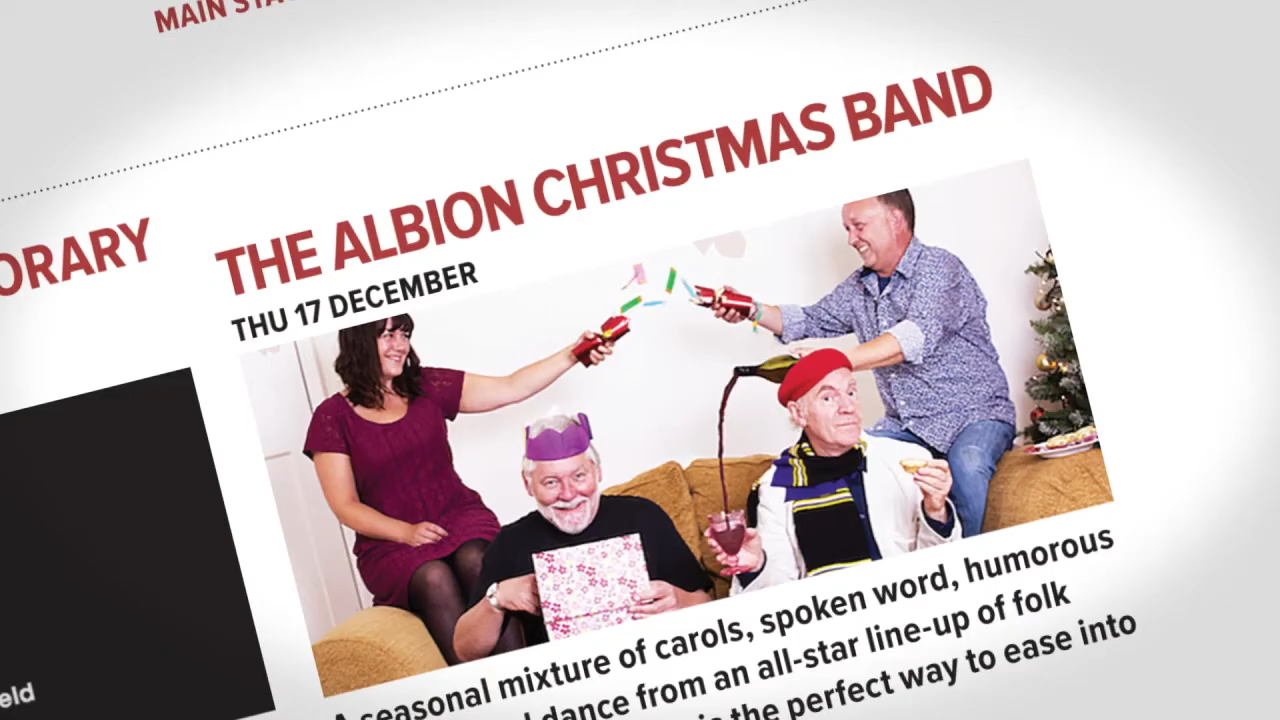 MAIN
ORARY
THE ALBION CHRISTMAS BAND
THU 17 DECEMBER
A seasonal mixture of carols, spoken word, humorous
dance from an all-star line-up of folk
is the perfect way to ease into
eld